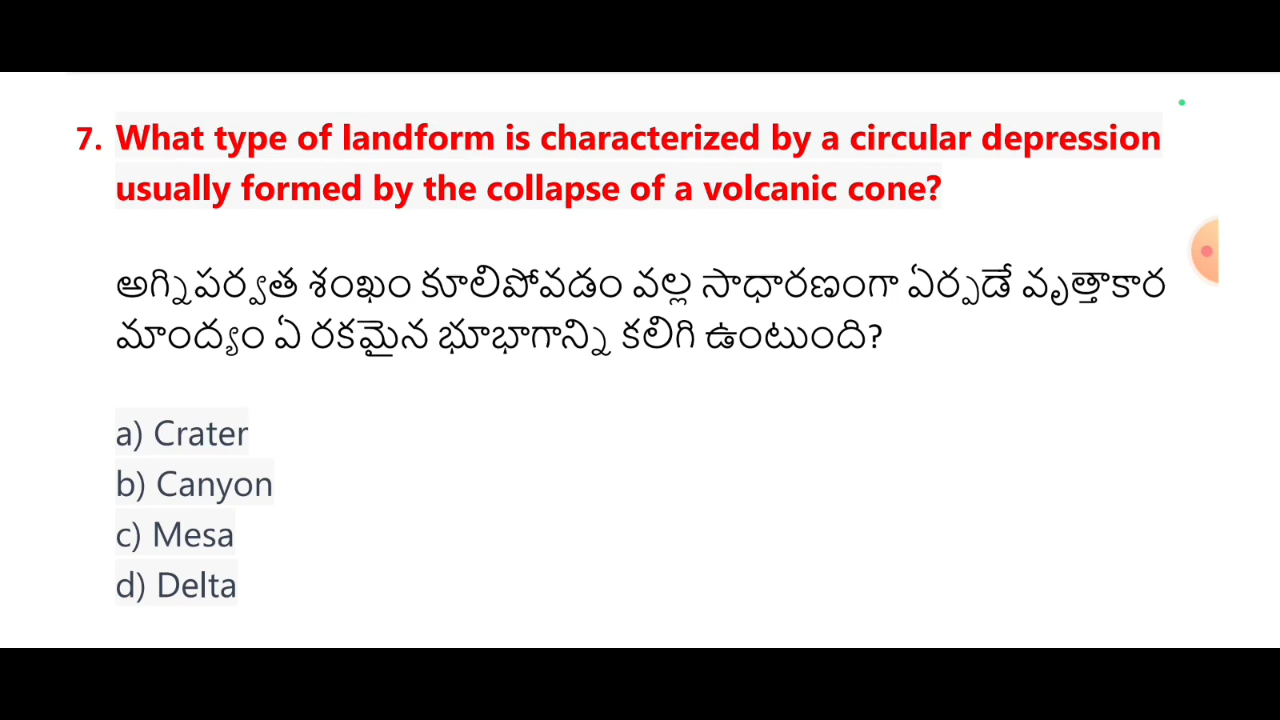 7. What type of landform is characterized by a circular depression
usually formed by the collapse of a volcanic cone?
అగ్నిపర్వత శంఖం కూలిపోవడం వల్ల సాధారణంగా ఏర్పడే వృత్తాకార
మాంద్యం ఏ రకమైన భూభాగాన్ని కలిగి ఉంటుంది?
a) Crater
b) Canyon
c) Mesa
d) Delta